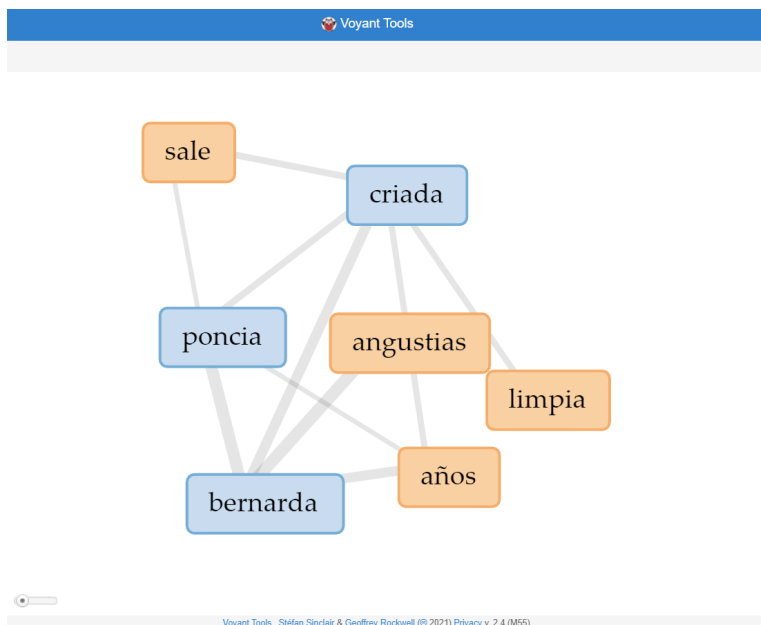 Voyant Tools
sale
criada
poncia
angustias
limpia
años
bernarda
Voyant Tools , Stéfan Sinclair & Geoffrey Rockwell (© 2021) Privacy v. 2.4 (M55)